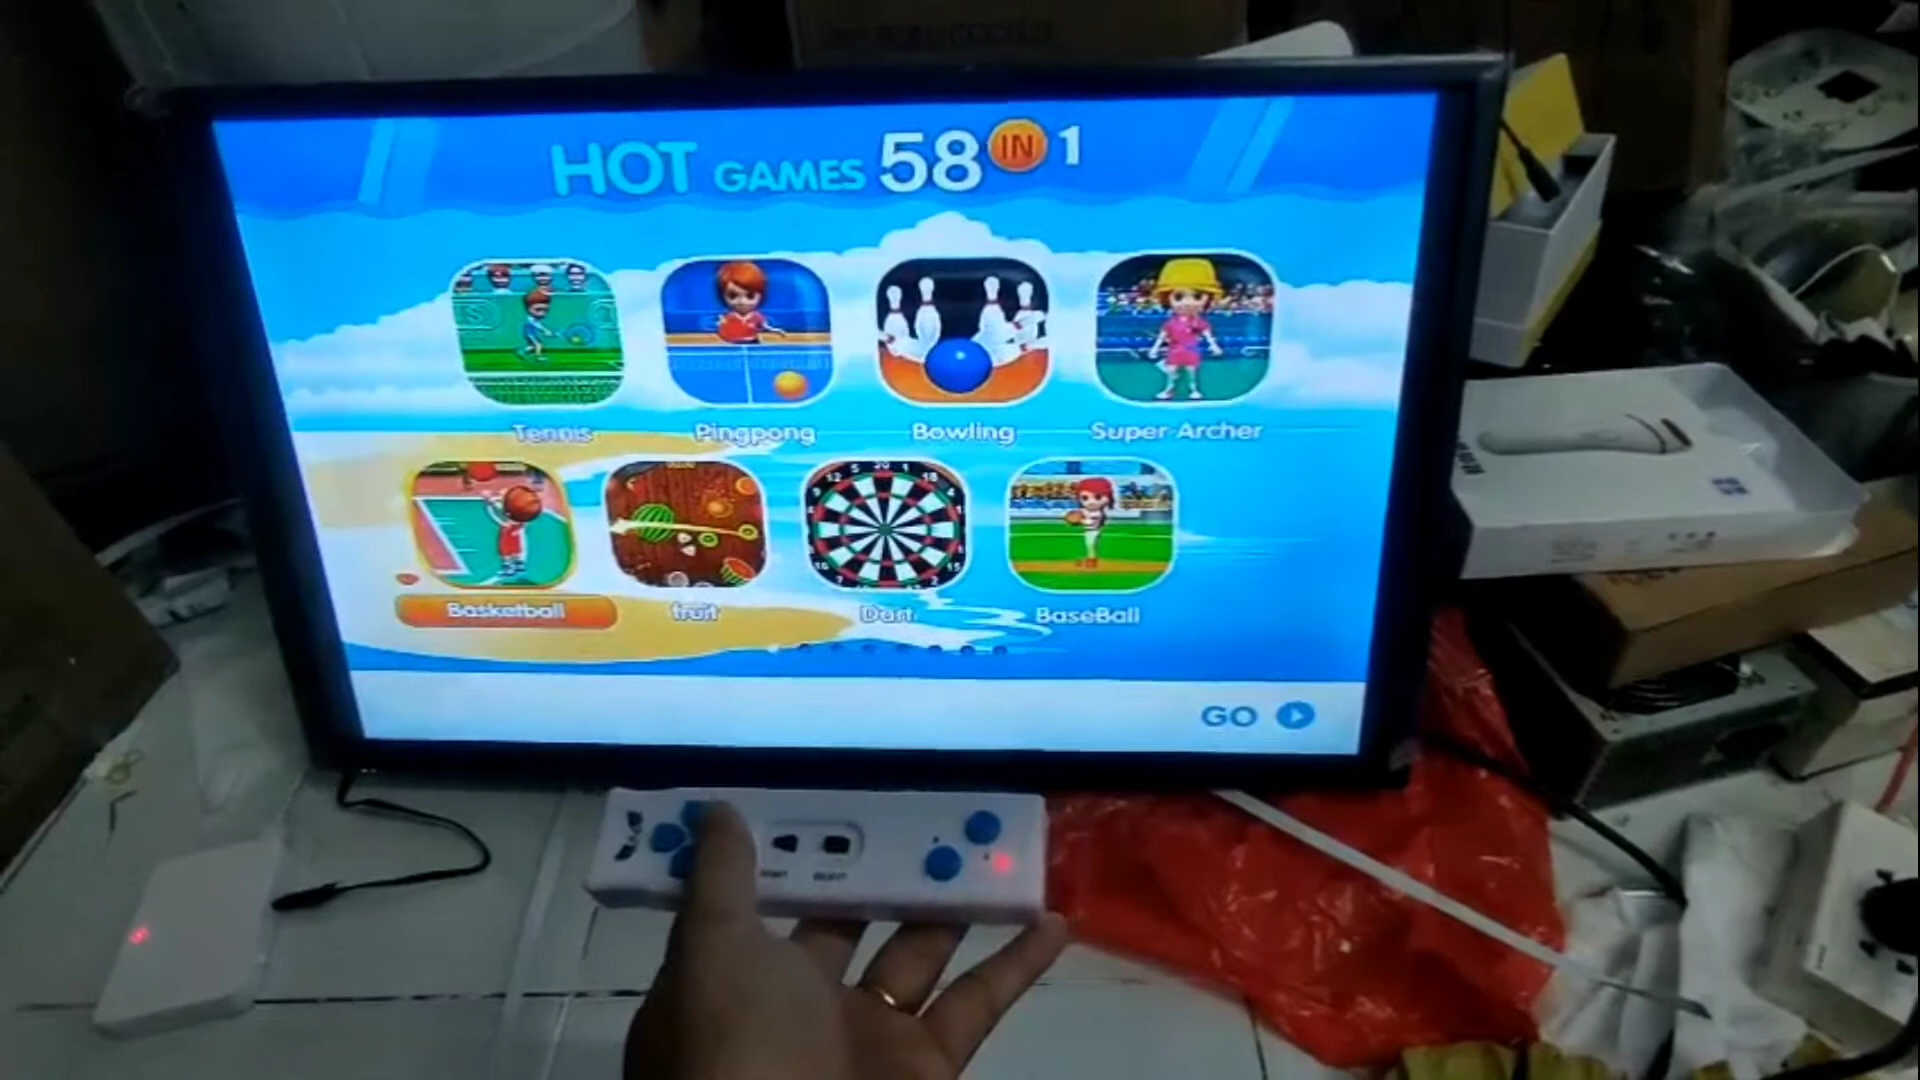 HOT GAMES 58 IN 1
Tennis Pingpong Bowling Super Archer
Basketball fruit Dart BaseBall
GO